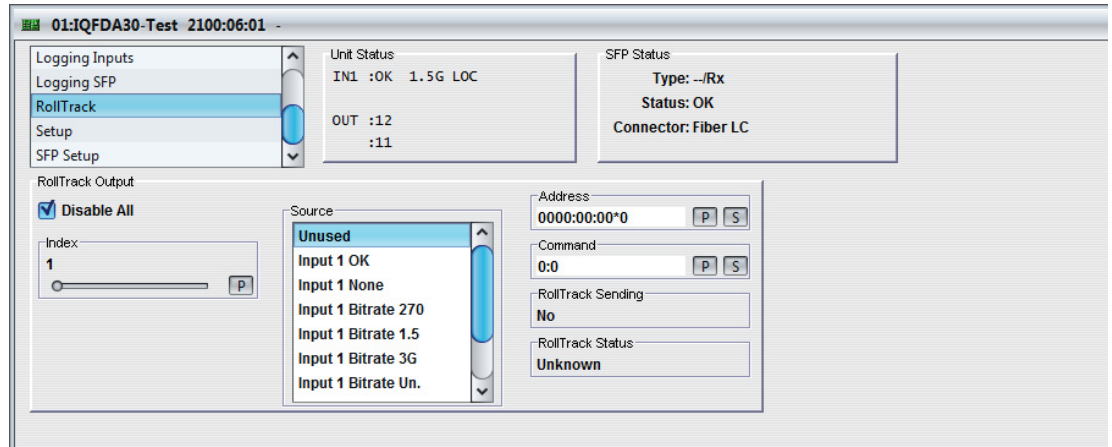 01:IQFDA30-Test 2100:06:01 -
Logging Inputs
Logging SFP
RollTrack
Setup
SFP Setup
Unit Status
IN1 :OK 1.5G LOC
OUT :12
:11
SFP Status
Type: --/Rx
Status: OK
Connector: Fiber LC
RollTrack Output
Disable All
Index
1
P
Source
Unused
Input 1 OK
Input 1 None
Input 1 Bitrate 270
Input 1 Bitrate 1.5
Input 1 Bitrate 3G
Input 1 Bitrate Un.
Address
0000:00:00*0 P S
Command
0:0 P S
RollTrack Sending
No
RollTrack Status
Unknown